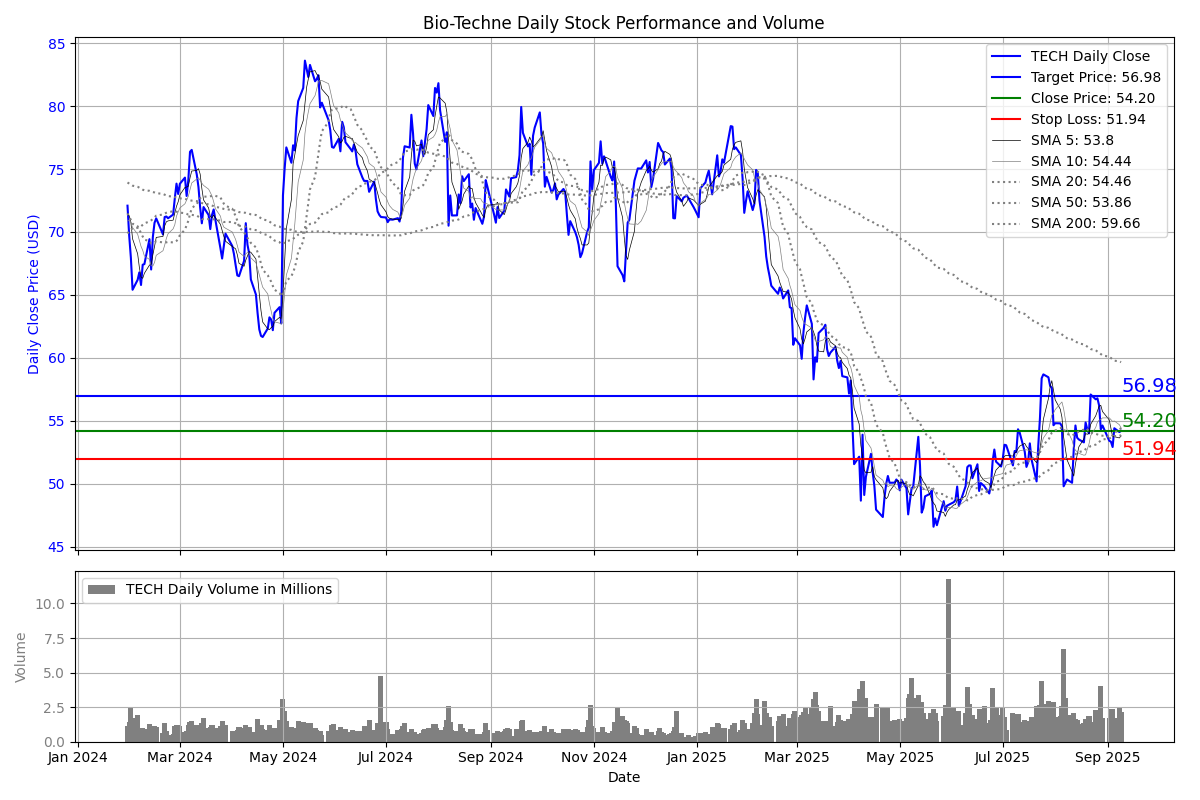 Bio-Techne Daily Stock Performance and Volume
Daily Close Price (USD)
85
80
75
70
65
60
55
50
45
TECH Daily Close
Target Price: 56.98
Close Price: 54.20
Stop Loss: 51.94
SMA 5: 53.8
SMA 10: 54.44
SMA 20: 54.46
SMA 50: 53.86
SMA 200: 59.66
56.98
54.20
51.94
TECH Daily Volume in Millions
Volume
10.0
7.5
5.0
2.5
0.0
Jan 2024 Mar 2024 May 2024 Jul 2024 Sep 2024 Nov 2024 Jan 2025 Mar 2025 May 2025 Jul 2025 Sep 2025
Date